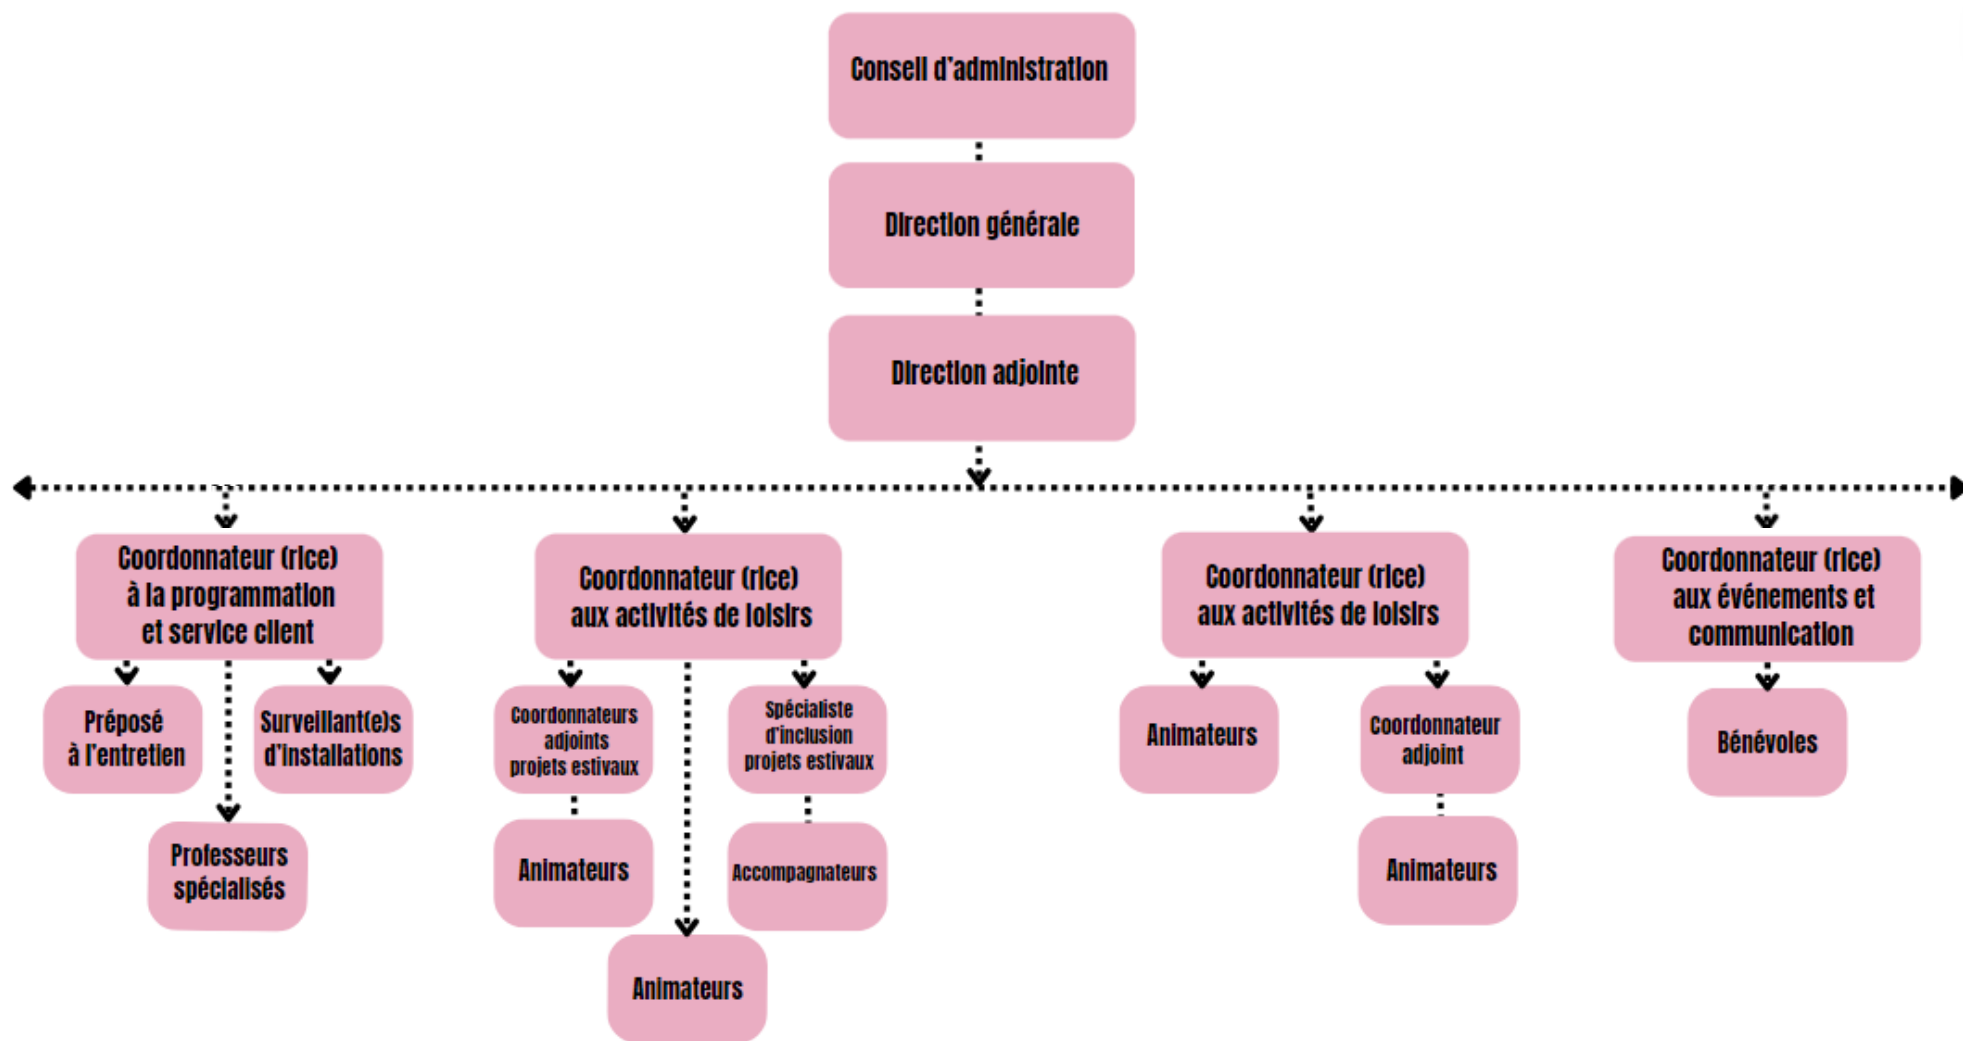 Conseil d'administration
Direction générale
Direction adjointe
Coordonnateur (rice)
à la programmation
et service client
Coordonnateur (rice)
aux activités de loisirs
Coordonnateur (rice)
aux activités de loisirs
Coordonnateur (rice)
aux événements et
communication
Préposé
à l'entretien
Surveillant(e)s
d'installations
Professeurs
spécialisés
Coordonnateurs
adjoints
projets estivaux
Spécialiste
d'inclusion
projets estivaux
Animateurs
Accompagnateurs
Animateurs
Animateurs
Coordonnateur
adjoint
Animateurs
Bénévoles